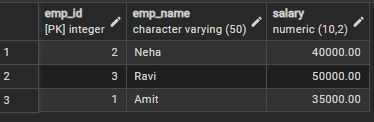 emp_id emp_name salary
[PK] integer character varying (50) numeric (10,2)
1 2 Neha 40000.00
2 3 Ravi 50000.00
3 1 Amit 35000.00